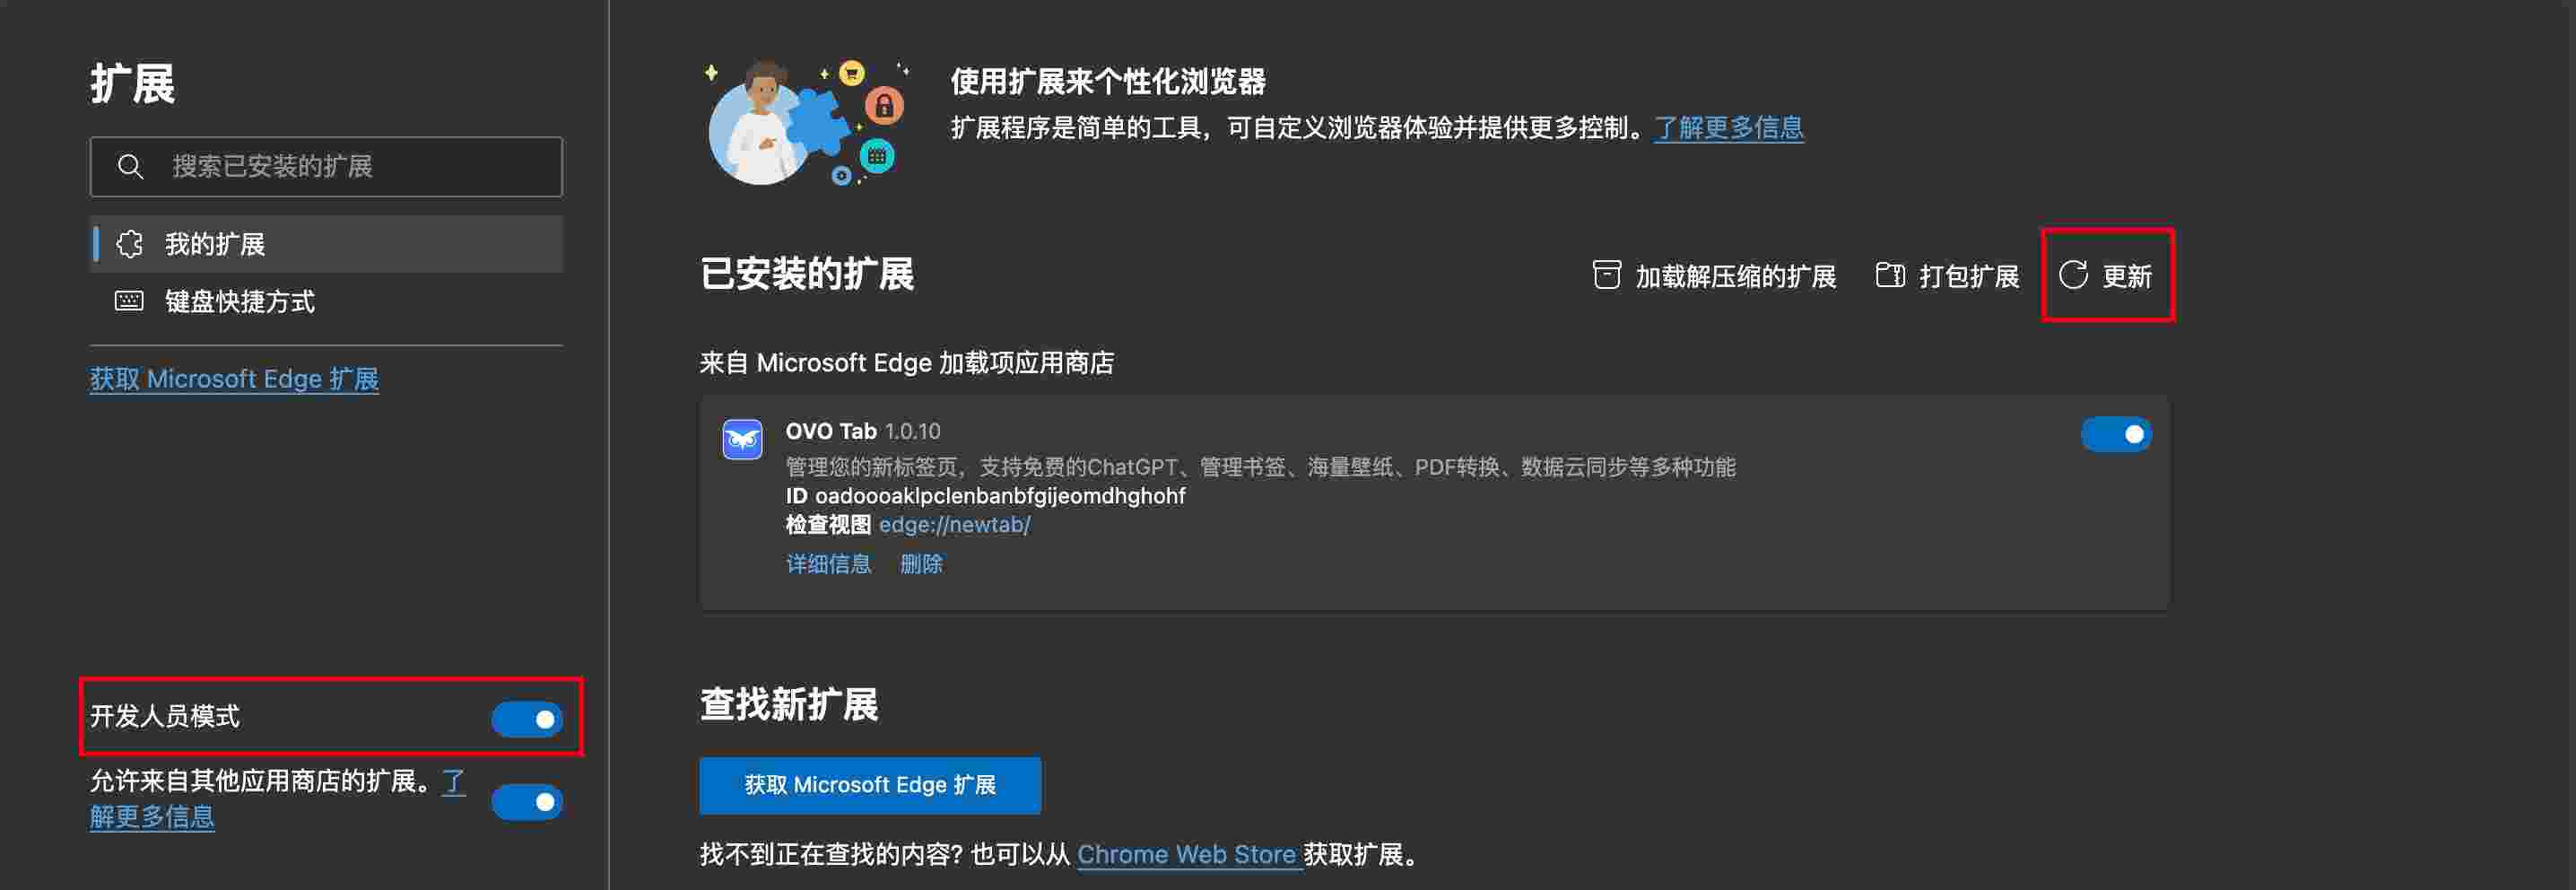 扩展
搜索已安装的扩展
我的扩展
键盘快捷方式
获取 Microsoft Edge 扩展
开发人员模式
允许来自其他应用商店的扩展。了
解更多信息
使用扩展来个性化浏览器
扩展程序是简单的工具，可自定义浏览器体验并提供更多控制。了解更多信息
已安装的扩展
加载解压缩的扩展
打包扩展
更新
来自 Microsoft Edge 加载项应用商店
OVO Tab 1.0.10
管理您的新标签页，支持免费的ChatGPT、管理书签、海量壁纸、PDF转换、数据云同步等多种功能
ID oadoooaklpclenbanbfgijeomdhghohf
检查视图 edge://newtab/
详细信息 删除
查找新扩展
获取 Microsoft Edge 扩展
找不到正在查找的内容? 也可以从 Chrome Web Store 获取扩展。